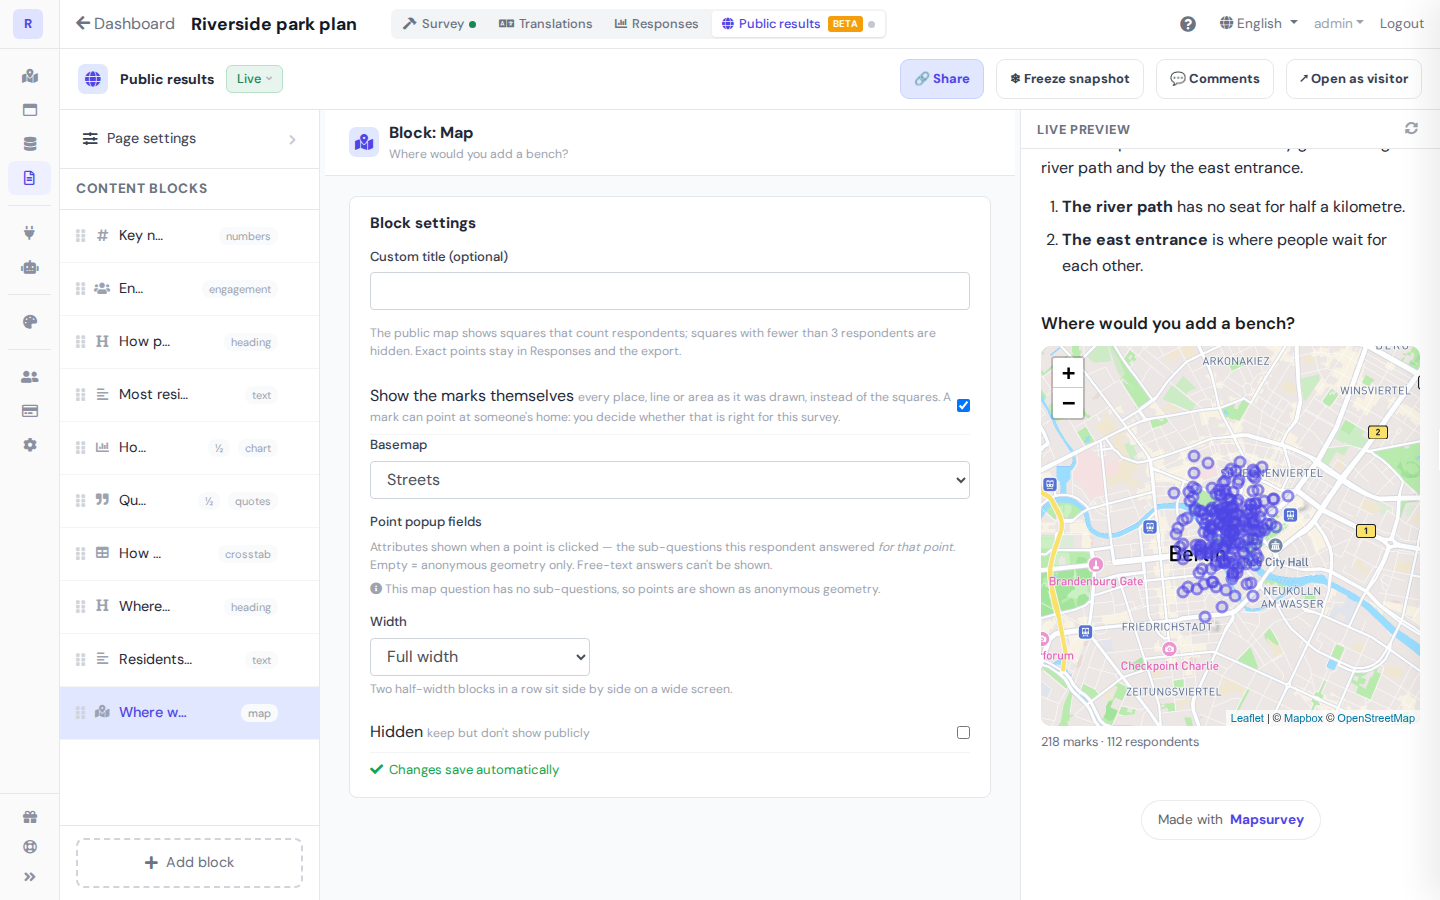 R
Dashboard
Riverside park plan
Survey
Translations
Responses
Public results
BETA
English
admin
Logout
Public results
Live
Share
Freeze snapshot
Comments
Open as visitor
Page settings
CONTENT BLOCKS
Key n...
numbers
En...
engagement
How p...
heading
Most resi...
text
Ho...
½
chart
Qu...
½
quotes
How ...
crosstab
Where...
heading
Residents...
text
Where w...
map
Add block
Block: Map
Where would you add a bench?
Block settings
Custom title (optional)
The public map shows squares that count respondents; squares with fewer than 3 respondents are
hidden. Exact points stay in Responses and the export.
Show the marks themselves every place, line or area as it was drawn, instead of the squares. A
mark can point at someone's home: you decide whether that is right for this survey.
Basemap
Streets
Point popup fields
Attributes shown when a point is clicked — the sub-questions this respondent answered for that point.
Empty = anonymous geometry only. Free-text answers can't be shown.
This map question has no sub-questions, so points are shown as anonymous geometry.
Width
Full width
Two half-width blocks in a row sit side by side on a wide screen.
Hidden keep but don't show publicly
Changes save automatically
LIVE PREVIEW
river path and by the east entrance.
1. The river path has no seat for half a kilometre.
2. The east entrance is where people wait for
each other.
Where would you add a bench?
+
−
ARKONAKIEZ
WINSVIERTEL
2
1
City Hall
Brandenburg Gate
NEUKOLLN
AM WASSER
FRIEDRICHSTADT
forum
Checkpoint Charlie
ZEITUNGSVIERTEL
Leaflet | © Mapbox © OpenStreetMap
218 marks · 112 respondents
Made with Mapsurvey